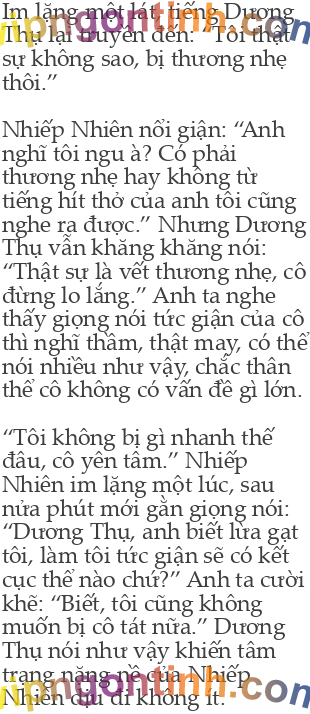 Im lặng một lát, tiếng Dương
Thụ lại truyền đến: “Tôi thật
sự không sao, bị thương nhẹ
thôi.”
Nhiếp Nhiên nổi giận: “Anh
nghĩ tôi ngu à? Có phải
thương nhẹ hay không từ
tiếng hít thở của anh tôi cũng
nghe ra được.” Nhưng Dương
Thụ vẫn khăng khăng nói:
“Thật sự là vết thương nhẹ, cô
đừng lo lắng.” Anh ta nghe
thấy giọng nói tức giận của cô
thì nghĩ thầm, thật may, có thể
nói nhiều như vậy, chắc thân
thể cô không có vấn đề gì lớn.
“Tôi không bị gì nhanh thế
đâu, cô yên tâm.” Nhiếp
Nhiên im lặng một lúc, sau
nửa phút mới gằn giọng nói:
“Dương Thụ, anh biết lừa gạt
tôi, làm tôi tức giận sẽ có kết
cục thể nào chứ?” Anh ta cười
khẽ: “Biết, tôi cũng không
muốn bị cô tát nữa.” Dương
Thụ nói như vậy khiến tâm
trạng nặng nề của Nhiếp
Nhiên dịu đi không ít.
vipngontinh.com
vipngontinh.com